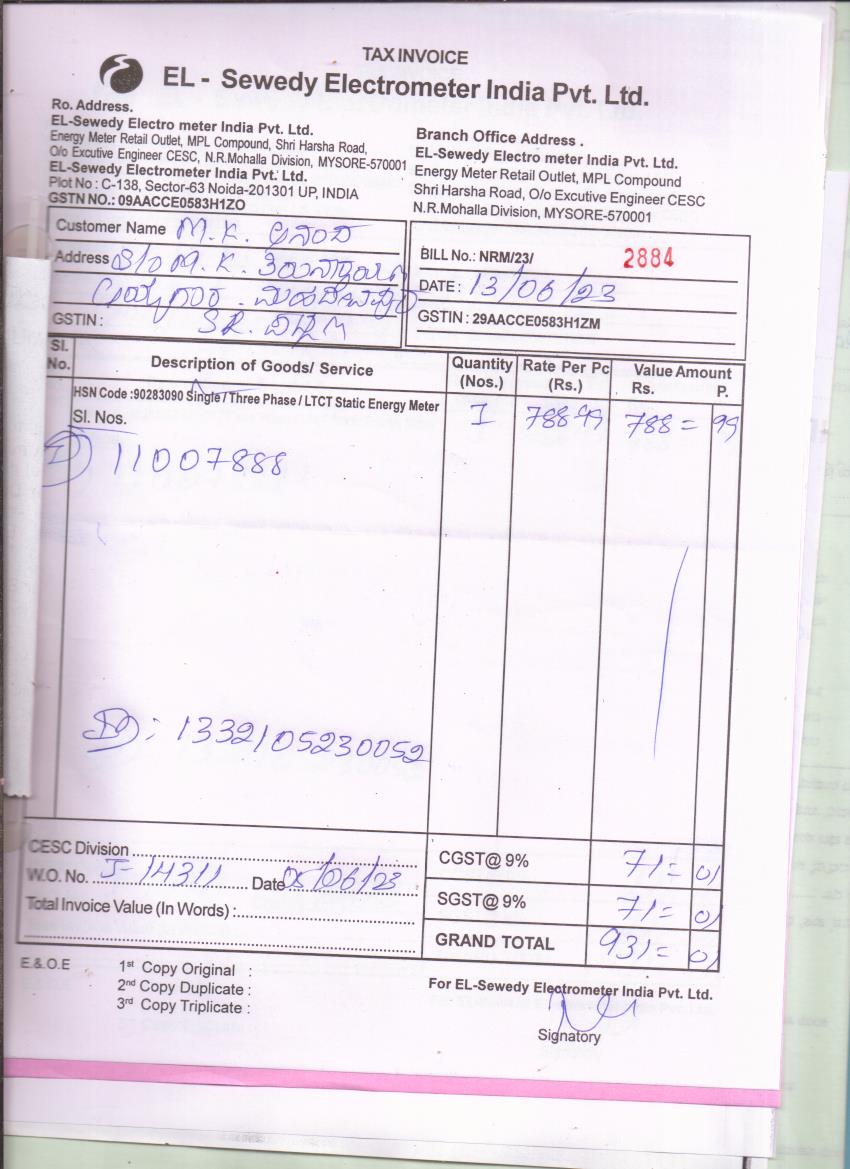 TAX INVOICE
EL - Sewedy Electrometer India Pvt. Ltd.
Ro. Address.
EL-Sewedy Electro meter India Pvt. Ltd.
Energy Meter Retail Outlet, MPL Compound, Shri Harsha Road,
O/o Excutive Engineer CESC, N.R.Mohalla Division, MYSORE-570001
EL-Sewedy Electrometer India Pvt. Ltd.
Plot No : C-138, Sector-63 Noida-201301 UP, INDIA
GSTN NO.: 09AACCE0583H1ZO
Branch Office Address .
EL-Sewedy Electro meter India Pvt. Ltd.
Energy Meter Retail Outlet, MPL Compound
Shri Harsha Road, O/o Excutive Engineer CESC
N.R.Mohalla Division, MYSORE-570001
Customer Name M. K. ಆನಂದ
Address S/o M. K.
GSTIN : SR.
BILL No.: NRM/23/ 2884
DATE : 13/06/23
GSTIN : 29AACCE0583H1ZM
Sl. No. Description of Goods/ Service Quantity (Nos.) Rate Per Pc (Rs.) Value Amount Rs. P.
HSN Code :90283090 Single / Three Phase / LTCT Static Energy Meter 1 788 99 788 = 99
Sl. Nos.
1) 11007888
ID : 1332105230052
CESC Division
W.O. No. J-14311 Date 05/06/23
Total Invoice Value (In Words) :
CGST@ 9% 71 = 01
SGST@ 9% 71 = 01
GRAND TOTAL 931 = 01
E.& O.E
1st Copy Original :
2nd Copy Duplicate :
3rd Copy Triplicate :
For EL-Sewedy Electrometer India Pvt. Ltd.
Signatory